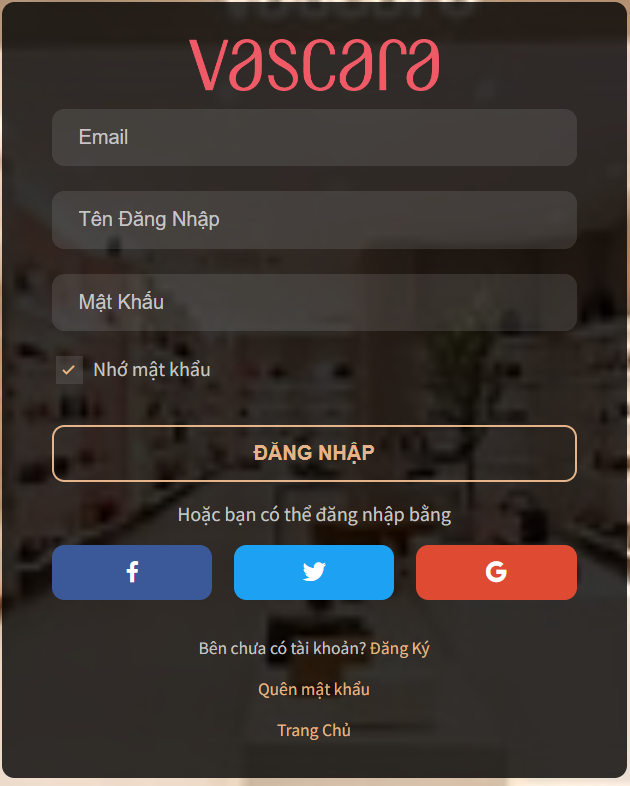 vascara
Email
Tên Đăng Nhập
Mật Khẩu
Nhớ mật khẩu
ĐĂNG NHẬP
Hoặc bạn có thể đăng nhập bằng
Bên chưa có tài khoản? Đăng Ký
Quên mật khẩu
Trang Chủ